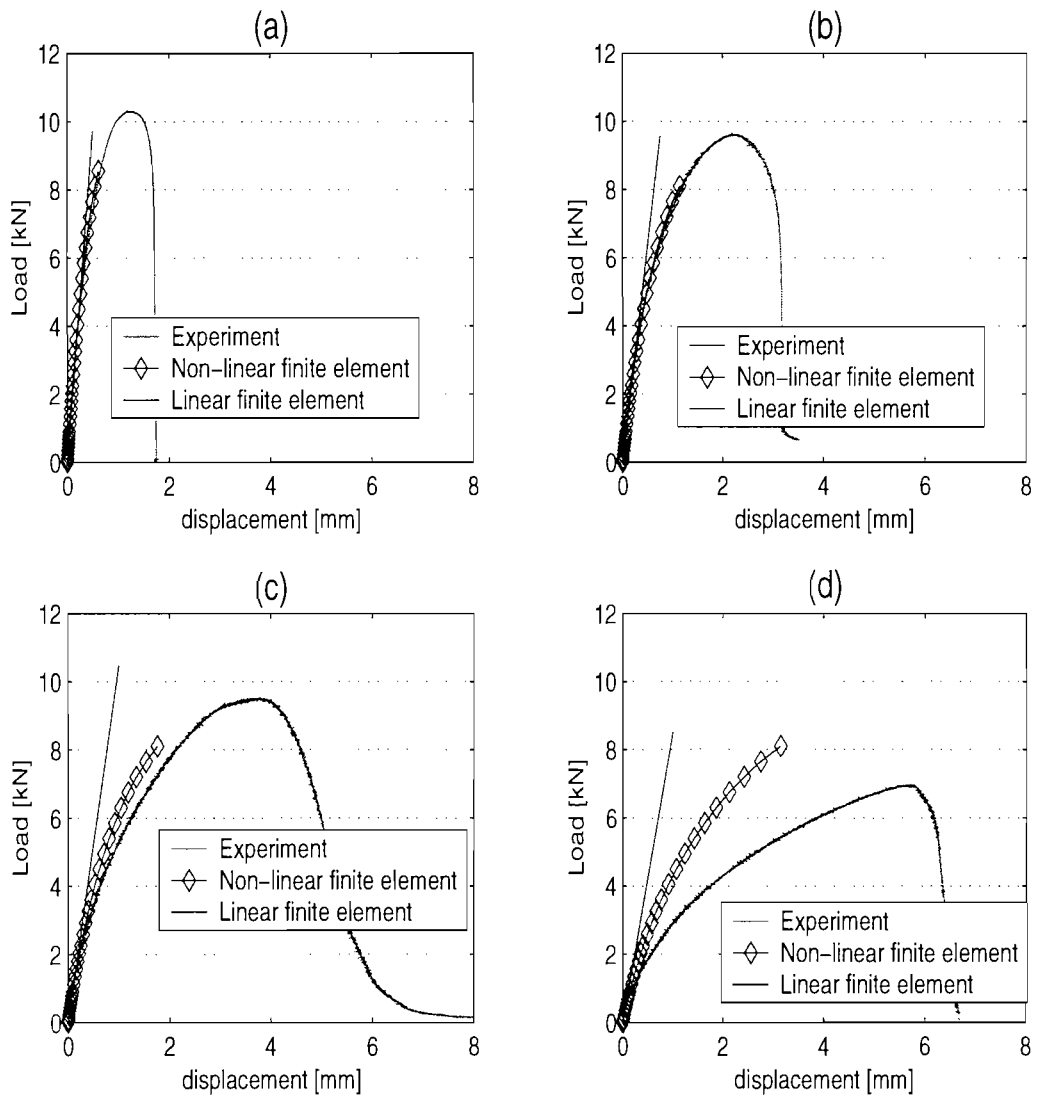 (a)
12
10
8
6
4
2
0
Load [kN]
Experiment
Non-linear finite element
Linear finite element
0 2 4 6 8
displacement [mm]
(b)
12
10
8
6
4
2
0
Load [kN]
Experiment
Non-linear finite element
Linear finite element
0 2 4 6 8
displacement [mm]
(c)
12
10
8
6
4
2
0
Load [kN]
Experiment
Non-linear finite element
Linear finite element
0 2 4 6 8
displacement [mm]
(d)
12
10
8
6
4
2
0
Load [kN]
Experiment
Non-linear finite element
Linear finite element
0 2 4 6 8
displacement [mm]